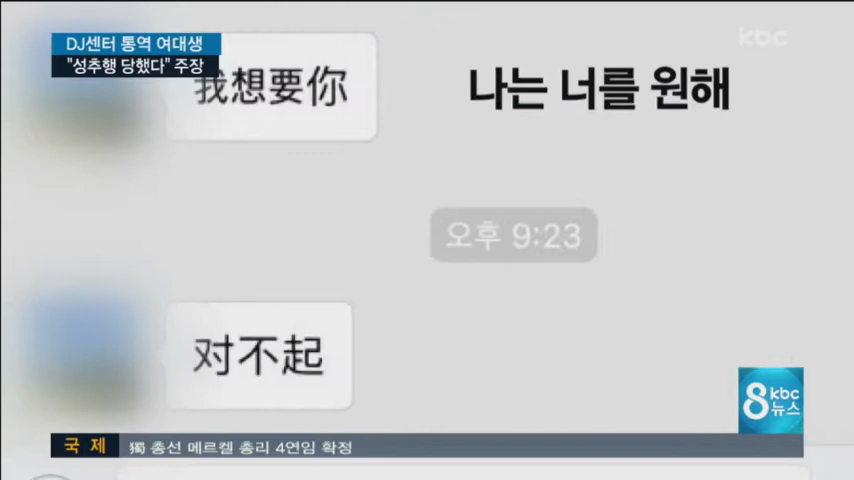 DJ센터 통역 여대생
"성추행 당했다" 주장
kbc
我想要你
나는 너를 원해
오후 9:23
对不起
8 kbc
뉴스
국 제
獨 총선 메르켈 총리 4연임 확정